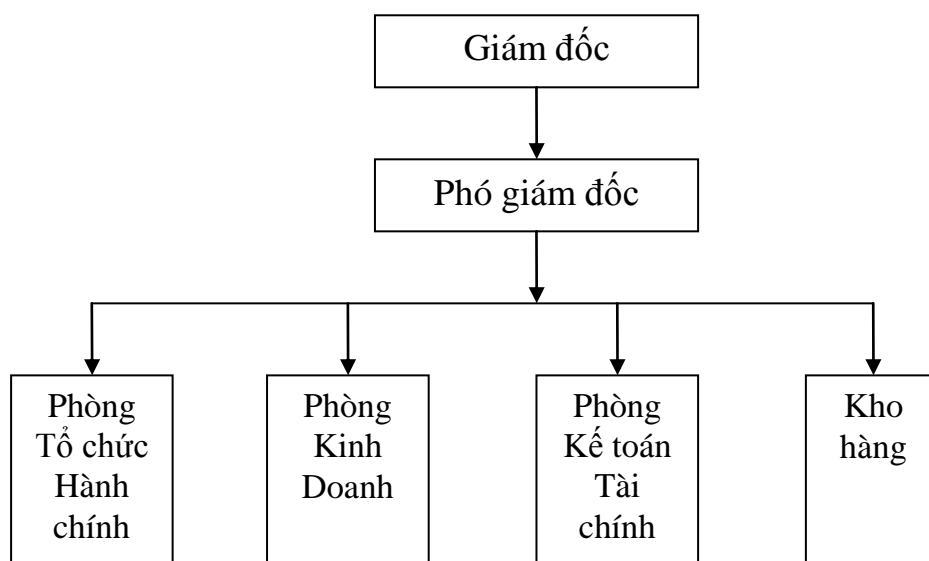 Giám đốc
Phó giám đốc
Phòng
Tổ chức
Hành
chính
Phòng
Kinh
Doanh
Phòng
Kế toán
Tài
chính
Kho
hàng